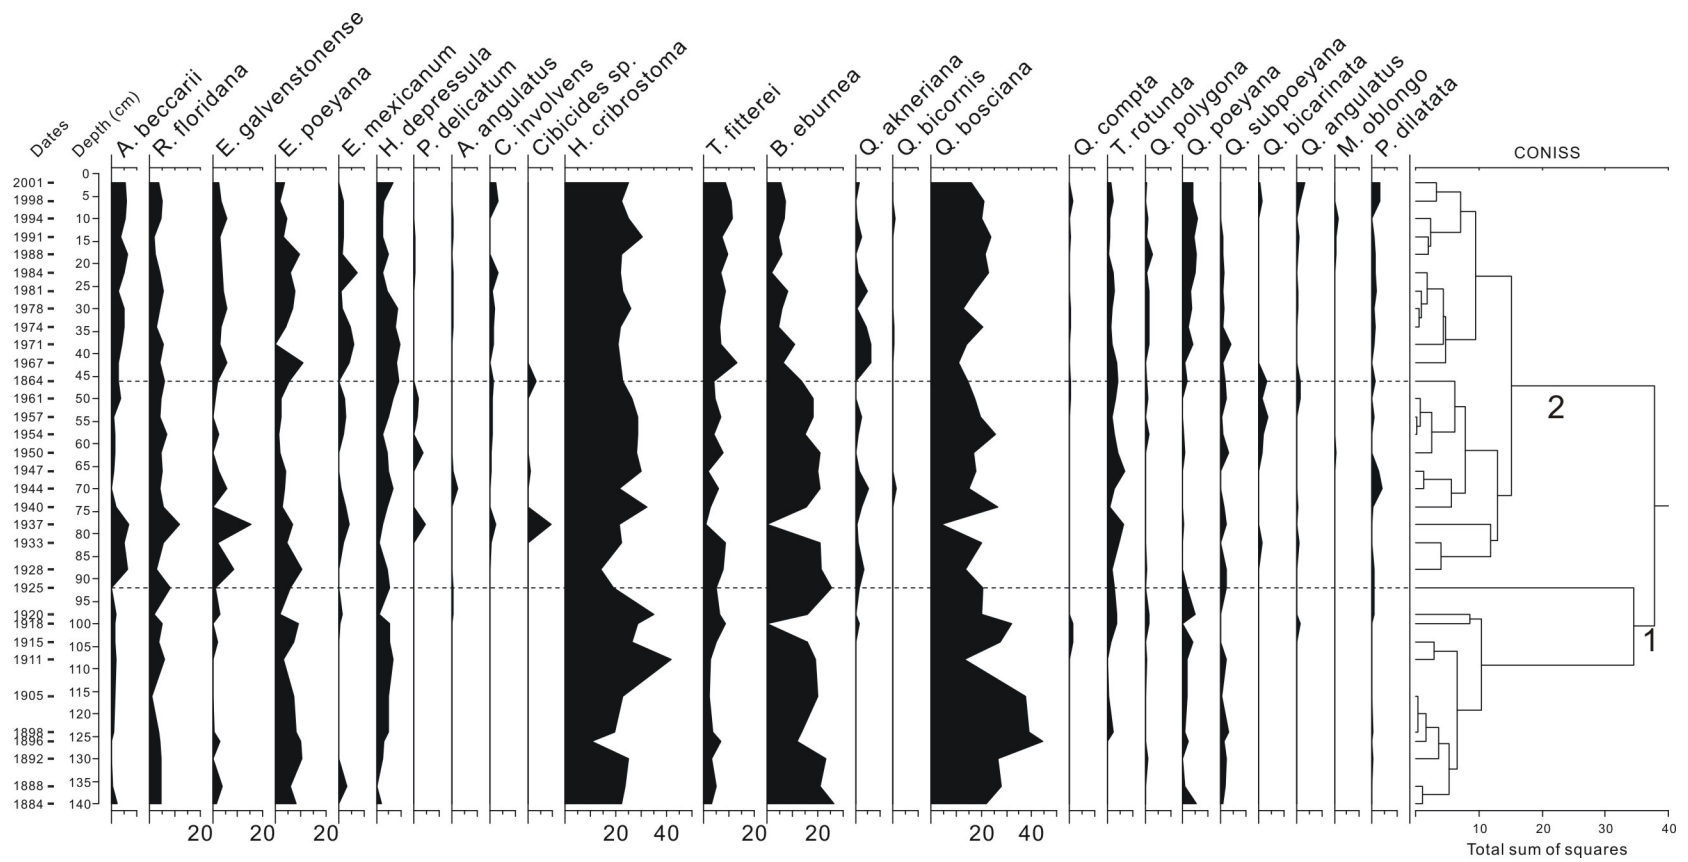 Dates
Depth (cm)
A. beccarii
R. floridana
E. galvenstonense
E. poeyana
E. mexicanum
H. depressula
P. delicatum
A. angulatus
C. involvens
Cibicides sp.
H. cribrostoma
T. fitterei
B. eburnea
Q. akneriana
Q. bicornis
Q. bosciana
Q. compta
T. rotunda
Q. polygona
Q. poeyana
Q. subpoeyana
Q. bicarinata
Q. angulatus
M. oblongo
P. dilatata
CONISS
2001
1998
1994
1991
1988
1984
1981
1978
1974
1971
1967
1864
1961
1957
1954
1950
1947
1944
1940
1937
1933
1928
1925
1920
1918
1915
1911
1905
1898
1896
1892
1888
1884
0
5
10
15
20
25
30
35
40
45
50
55
60
65
70
75
80
85
90
95
100
105
110
115
120
125
130
135
140
2
1
20 20 20 20 40 20 20 20 40
10 20 30 40
Total sum of squares